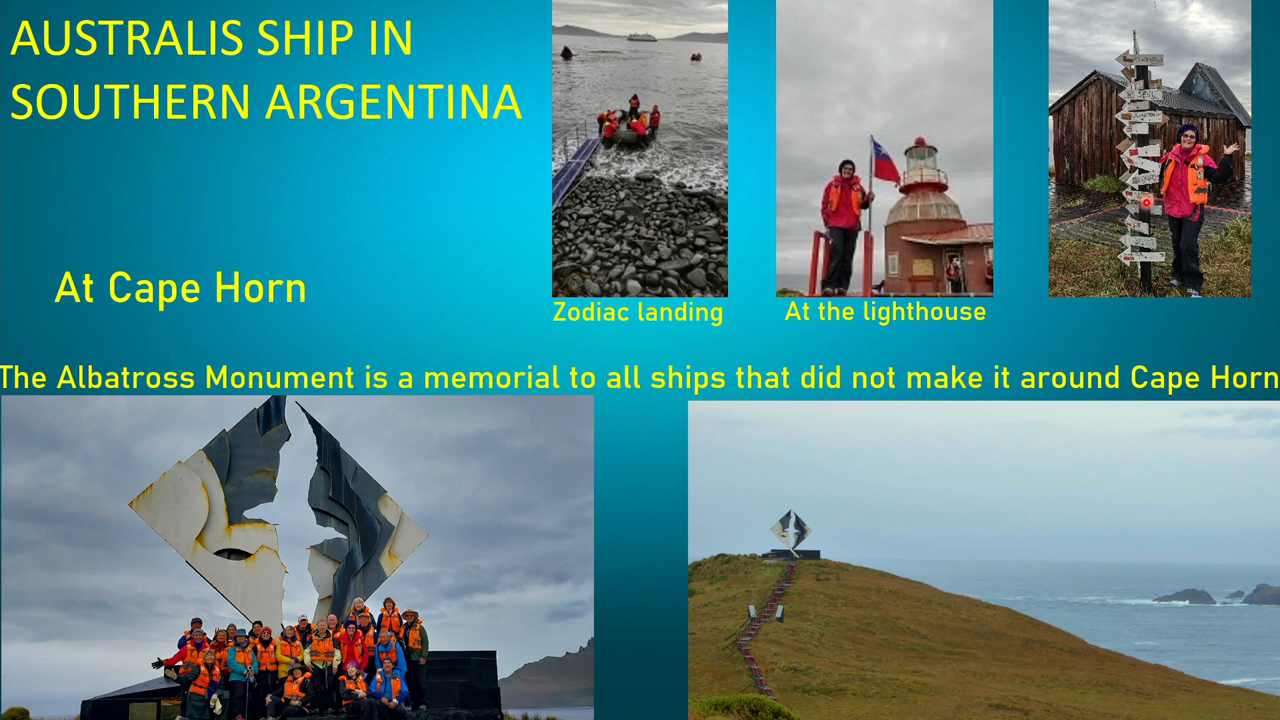 AUSTRALIS SHIP IN
SOUTHERN ARGENTINA
At Cape Horn
Zodiac landing
At the lighthouse
The Albatross Monument is a memorial to all ships that did not make it around Cape Horn